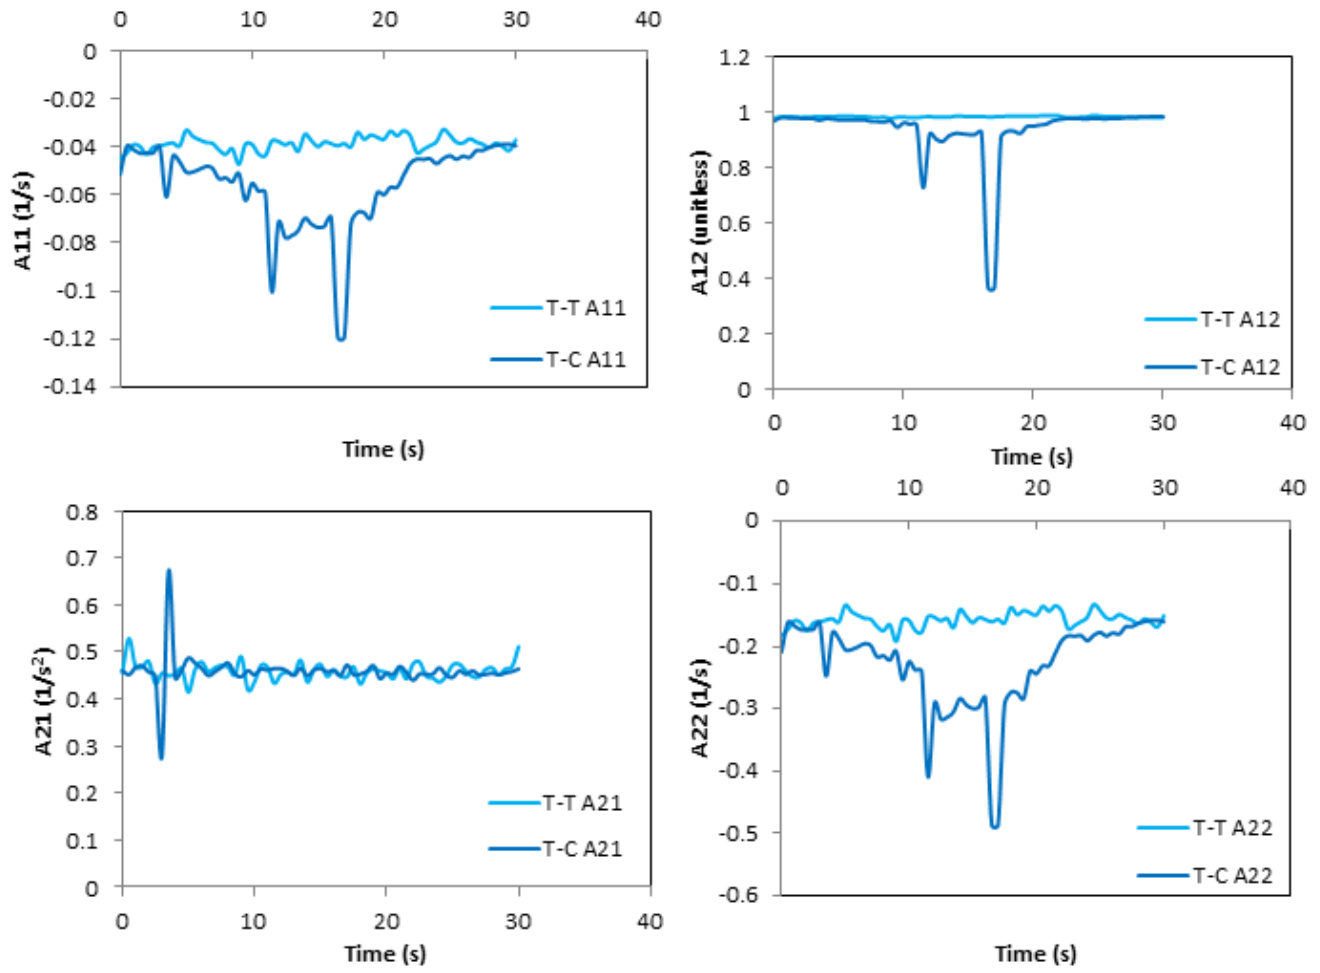 0 10 20 30 40
0
-0.02
-0.04
-0.06
-0.08
-0.1
-0.12
-0.14
A11 (1/s)
T-T A11
T-C A11
Time (s)
1.2
1
0.8
0.6
0.4
0.2
0
A12 (unitless)
T-T A12
T-C A12
0 10 20 30 40
Time (s)
0.8
0.7
0.6
0.5
0.4
0.3
0.2
0.1
0
A21 (1/s²)
T-T A21
T-C A21
0 10 20 30 40
Time (s)
0 10 20 30 40
0
-0.1
-0.2
-0.3
-0.4
-0.5
-0.6
A22 (1/s)
T-T A22
T-C A22
Time (s)